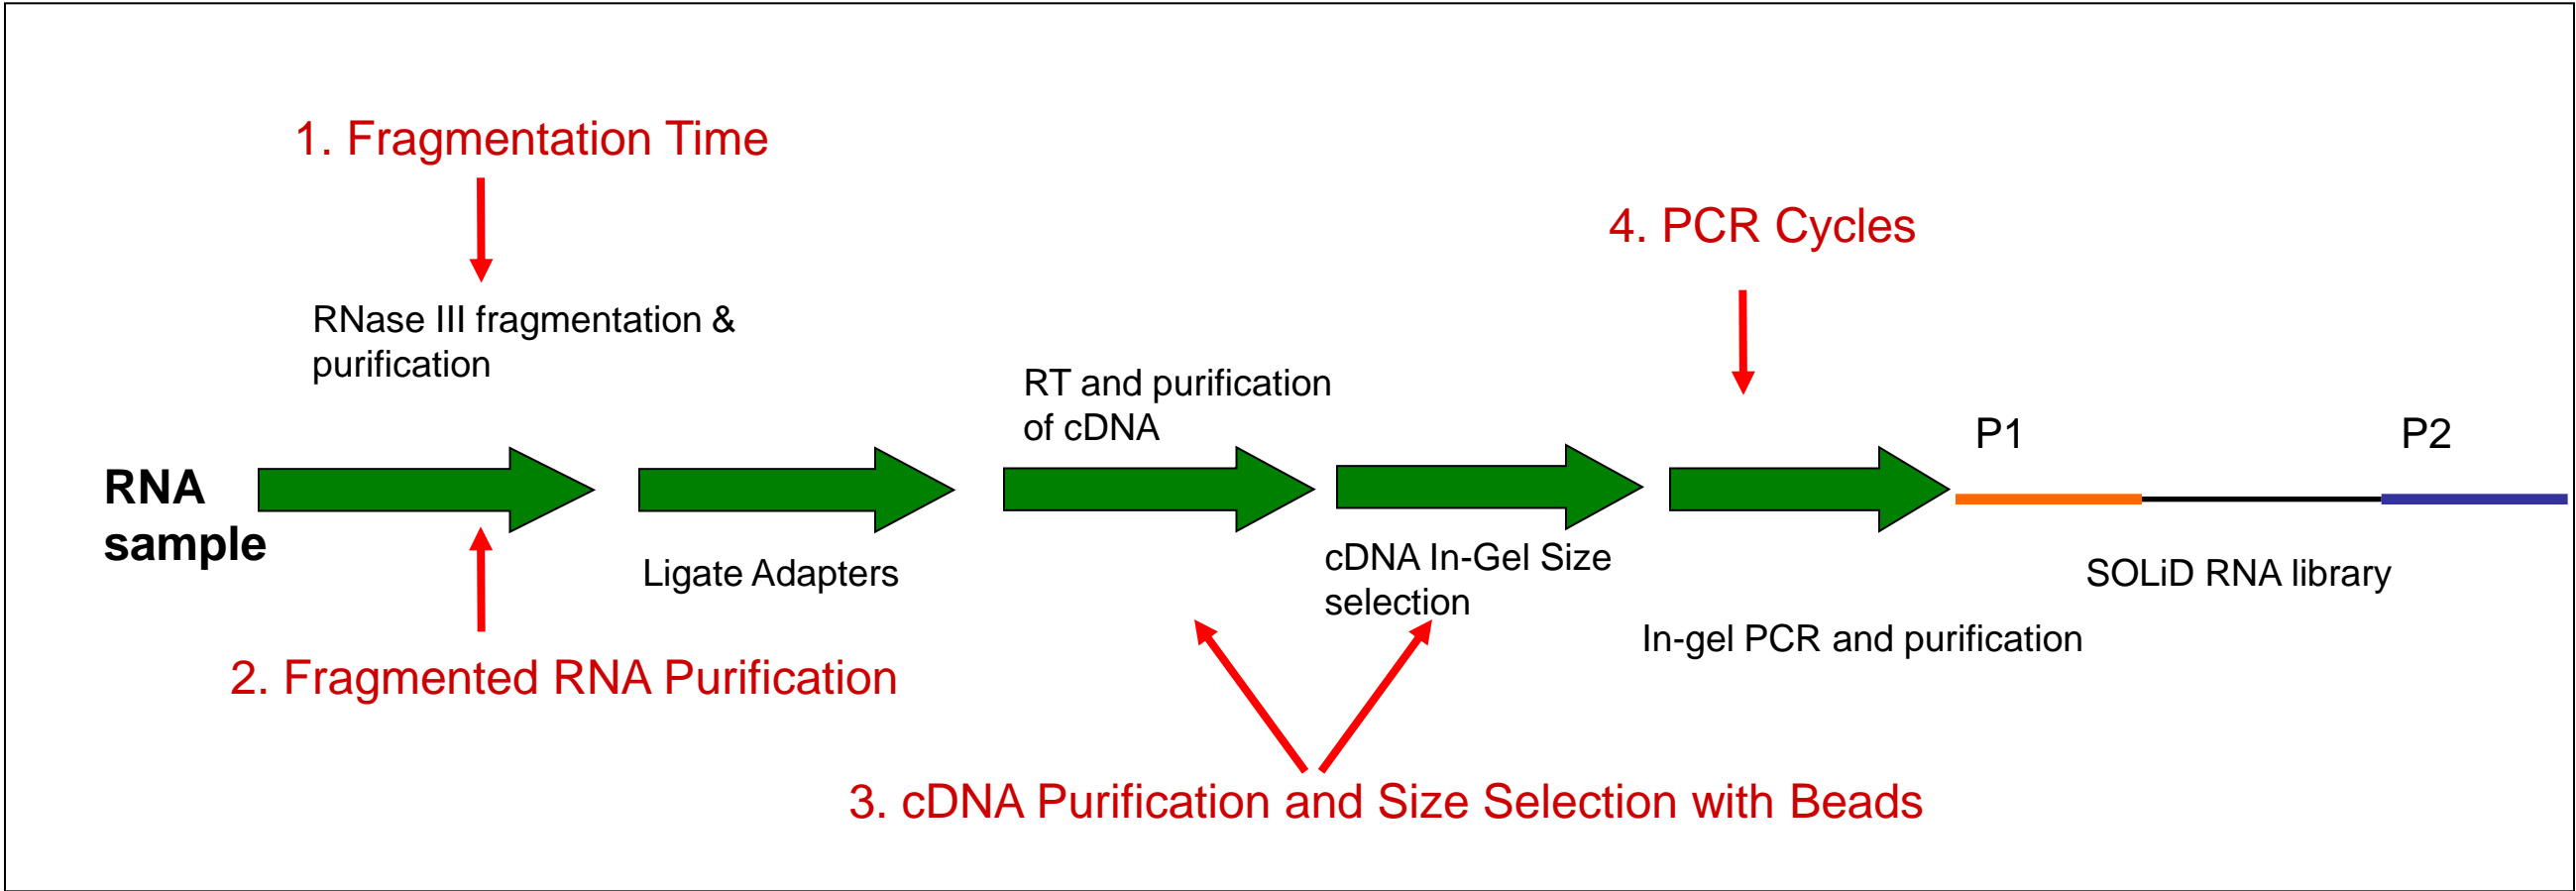 1. Fragmentation Time
4. PCR Cycles
RNase III fragmentation &
purification
RT and purification
of cDNA
P1
P2
RNA
sample
Ligate Adapters
cDNA In-Gel Size
selection
SOLiD RNA library
In-gel PCR and purification
2. Fragmented RNA Purification
3. cDNA Purification and Size Selection with Beads